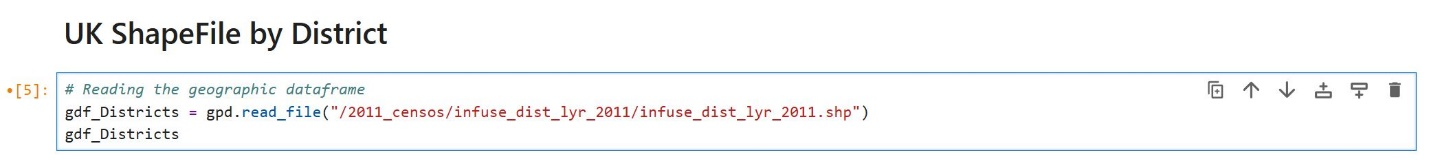 UK ShapeFile by District
•[5]: # Reading the geographic dataframe
gdf_Districts = gpd.read_file("/2011_censos/infuse_dist_lyr_2011/infuse_dist_lyr_2011.shp")
gdf_Districts